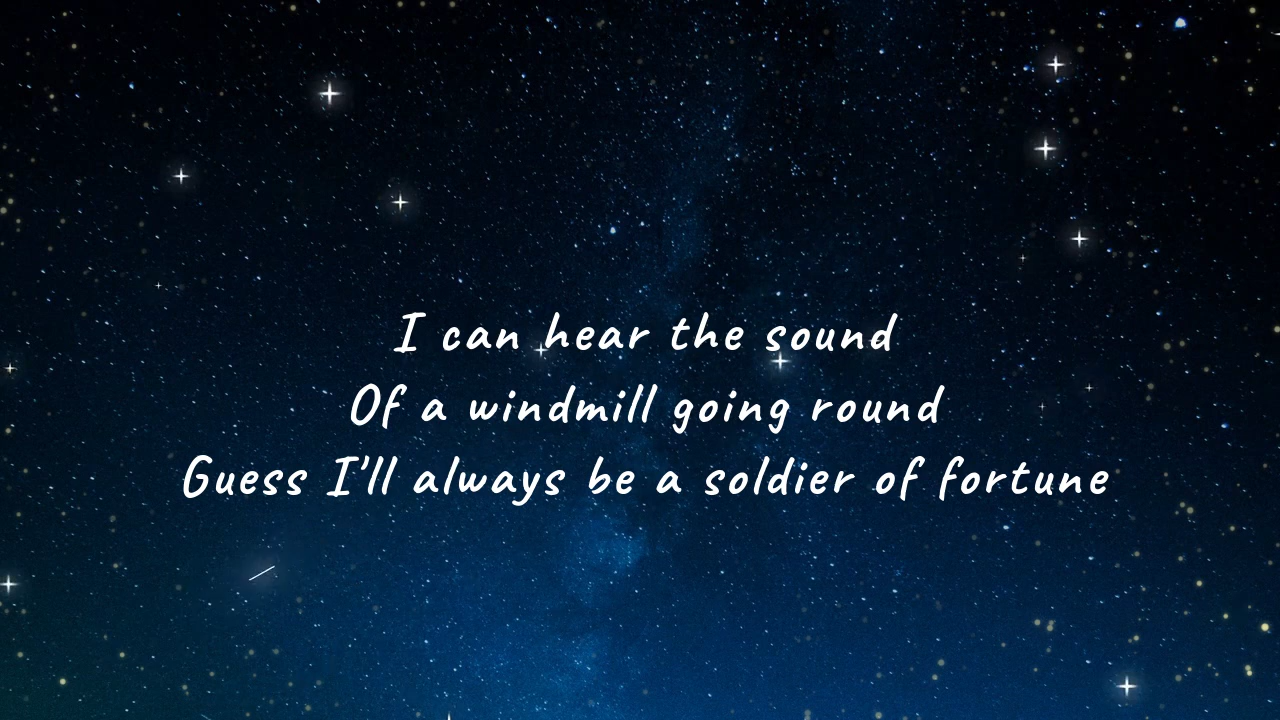 I can hear the sound
Of a windmill going round
Guess I'll always be a soldier of fortune